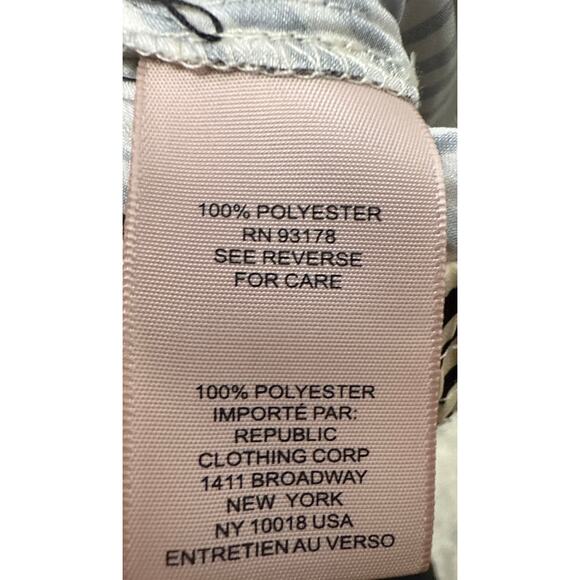 100% POLYESTER
RN 93178
SEE REVERSE
FOR CARE
100% POLYESTER
IMPORTÉ PAR:
REPUBLIC
CLOTHING CORP
1411 BROADWAY
NEW YORK
NY 10018 USA
ENTRETIEN AU VERSO